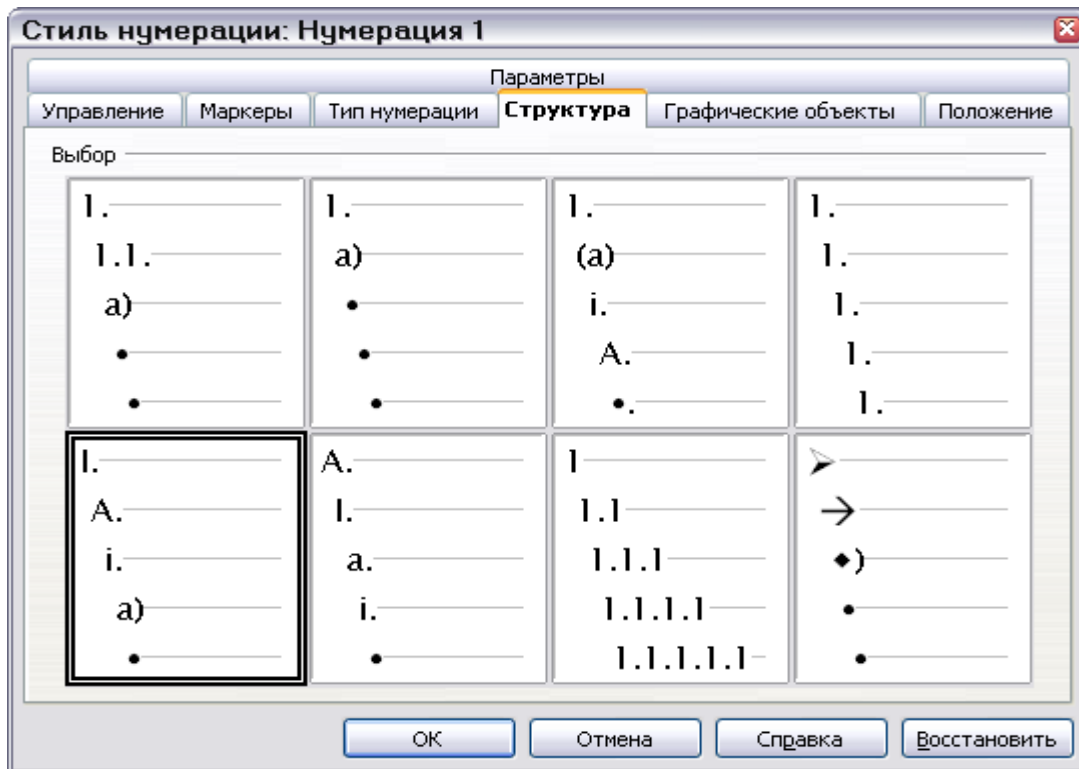 Стиль нумерации: Нумерация 1
Параметры
Управление Маркеры Тип нумерации Структура Графические объекты Положение
Выбор
1. 1. 1. 1.
1.1. a) (a) 1.
a) • i. 1.
• • A. 1.
• • •. 1.
I. A. 1 ➢
A. I. 1.1 →
i. a. 1.1.1 ◆)
a) i. 1.1.1.1 •
• • 1.1.1.1.1 •
ОК Отмена Справка Восстановить